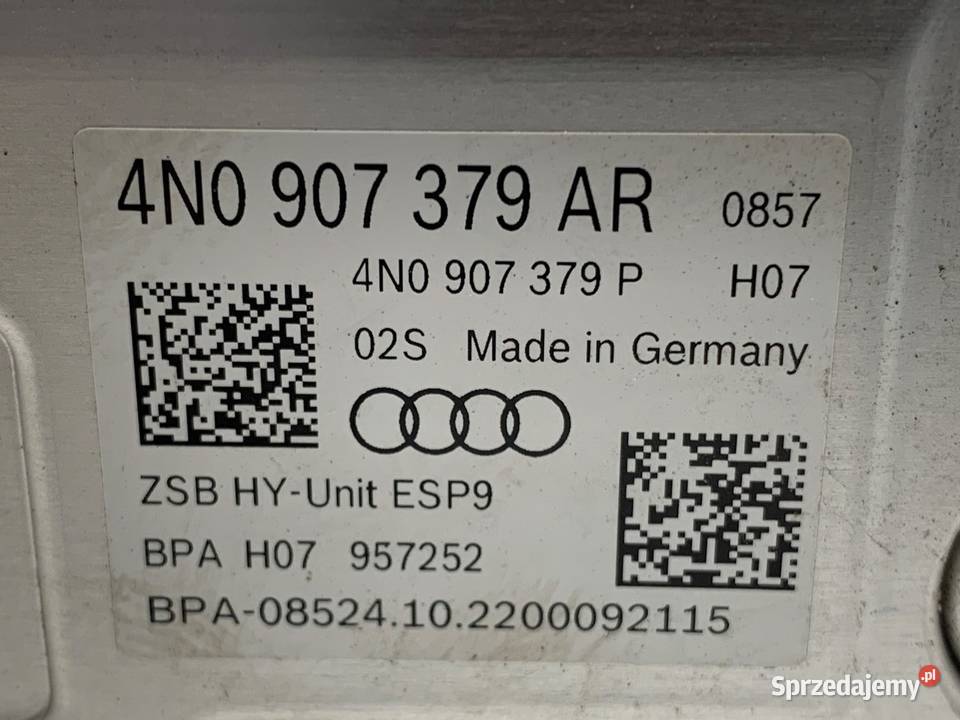 4N0 907 379 AR 0857
4N0 907 379 P H07
02S Made in Germany
ZSB HY-Unit ESP9
BPA H07 957252
BPA-08524.10.2200092115
Sprzedajemy.pl